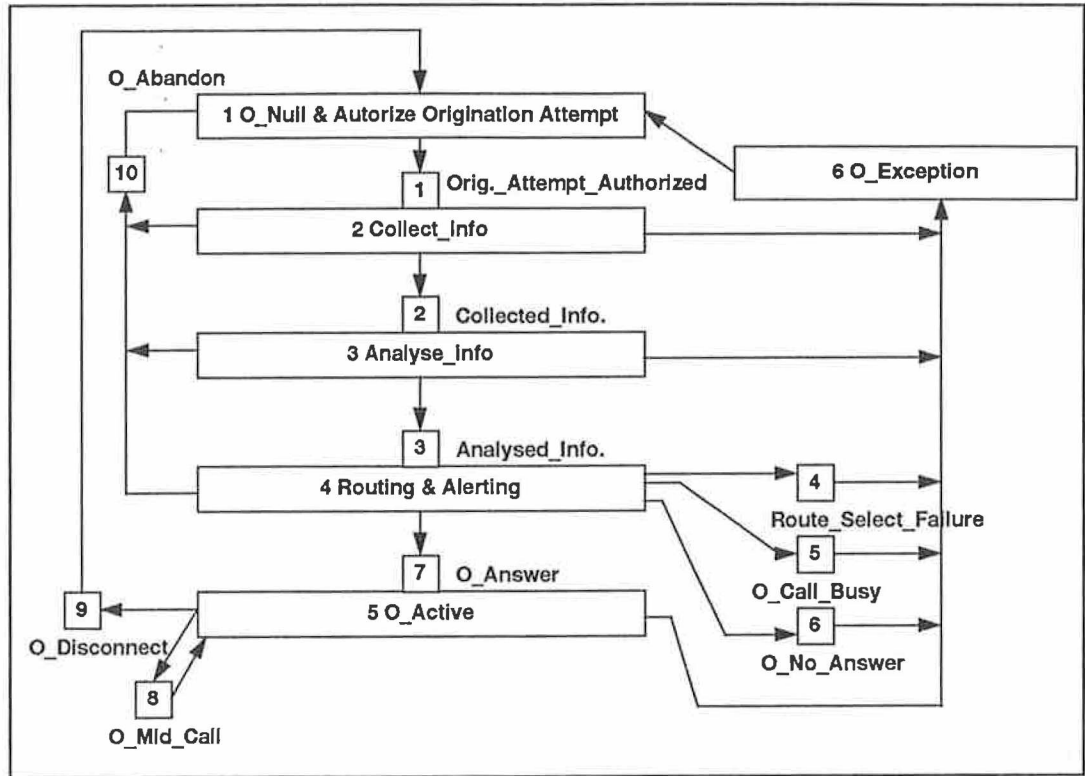 O_Abandon
1 O_Null & Autorize Origination Attempt
10
6 O_Exception
1
Orig._Attempt_Authorized
2 Collect_Info
2
Collected_Info.
3 Analyse_Info
3
Analysed_Info.
4 Routing & Alerting
4
Route_Select_Failure
5
O_Call_Busy
7
O_Answer
9
5 O_Active
6
O_Disconnect
O_No_Answer
8
O_Mid_Call